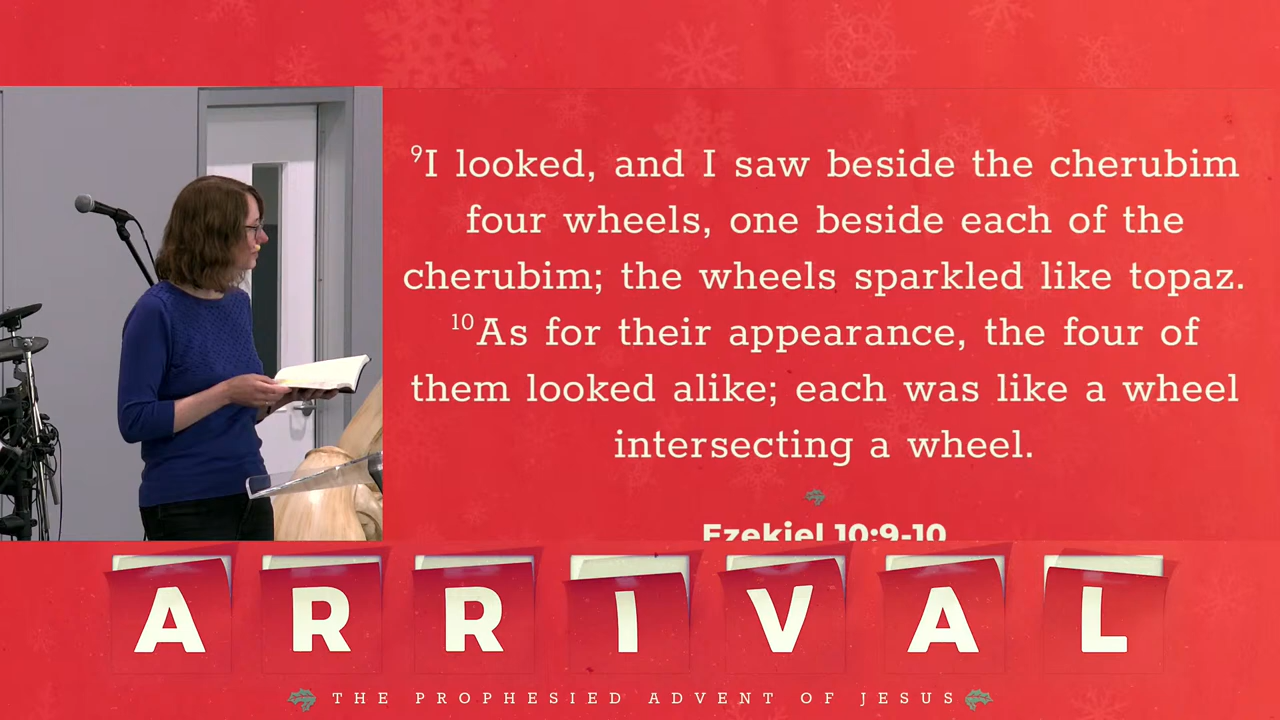 ⁹I looked, and I saw beside the cherubim
four wheels, one beside each of the
cherubim; the wheels sparkled like topaz.
¹⁰As for their appearance, the four of
them looked alike; each was like a wheel
intersecting a wheel.
Ezekiel 10:9-10
ARRIVAL
THE PROPHESIED ADVENT OF JESUS